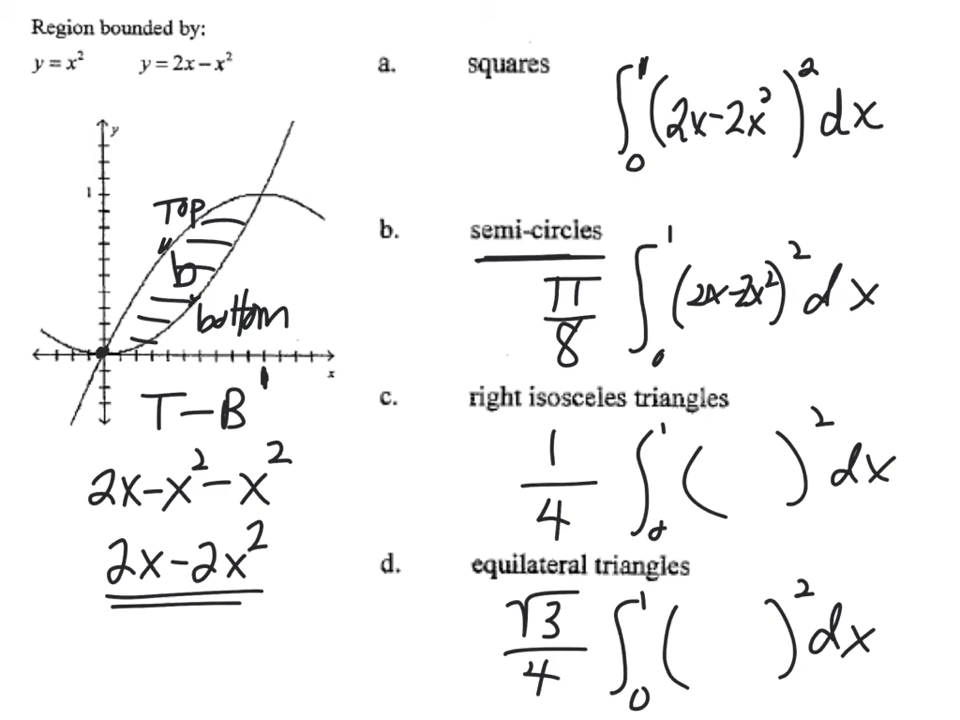 Region bounded by:
y = x² y = 2x – x²
y
1
Top
b
bottom
x
1
T – B
2x – x² – x²
2x – 2x²
a. squares
∫₀¹ (2x – 2x²)² dx
b. semi-circles
π/8 ∫₀¹ (2x – 2x²)² dx
c. right isosceles triangles
1/4 ∫₀¹ ( )² dx
d. equilateral triangles
√3/4 ∫₀¹ ( )² dx